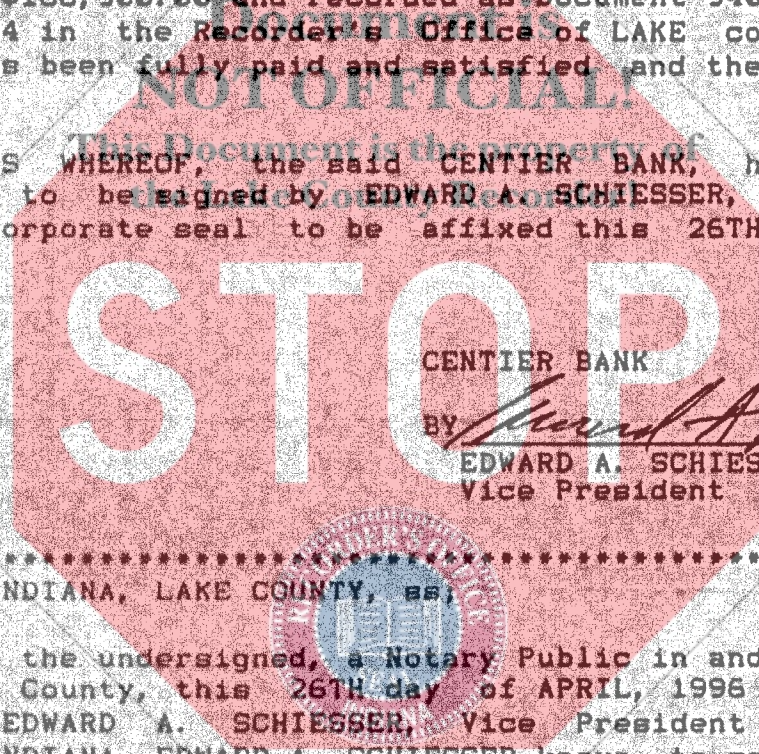 and recorded as document
Document is
4 in the Recorder's Office of LAKE co
s been fully paid and satisfied and the
NOT OFFICIAL!
This Document is the property of
S WHEREOF, the said CENTIER BANK, h
the Lake County Recorder!
to be signed by EDWARD A. SCHIESSER,
orporate seal to be affixed this 26TH
STOP
CENTIER BANK
BY
EDWARD A. SCHIES
Vice President
RECORDER'S OFFICE
NDIANA, LAKE COUNTY, ss,
the undersigned, a Notary Public in and
County, this 26TH day of APRIL, 1996
INDIANA
EDWARD A. SCHIESSER, Vice President
NDIANA EDWARD A. SCHIESSER